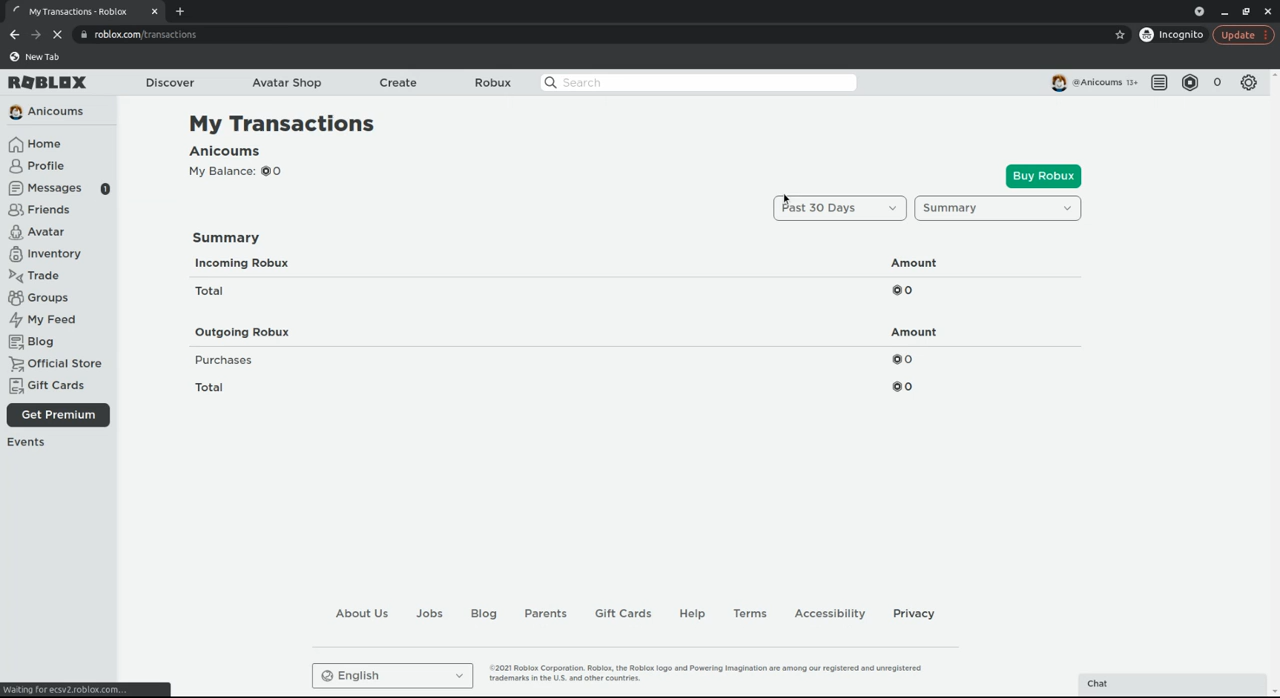 My Transactions - Roblox
roblox.com/transactions
Incognito
Update
New Tab
ROBLOX
Discover
Avatar Shop
Create
Robux
Search
@Anicoums 13+
0
Anicoums
Home
Profile
Messages 1
Friends
Avatar
Inventory
Trade
Groups
My Feed
Blog
Official Store
Gift Cards
Get Premium
Events
My Transactions
Anicoums
My Balance: 0
Buy Robux
Past 30 Days
Summary
Summary
Incoming Robux Amount
Total 0
Outgoing Robux Amount
Purchases 0
Total 0
About Us Jobs Blog Parents Gift Cards Help Terms Accessibility Privacy
English
©2021 Roblox Corporation. Roblox, the Roblox logo and Powering Imagination are among our registered and unregistered
trademarks in the U.S. and other countries.
Chat
Waiting for ecsv2.roblox.com...